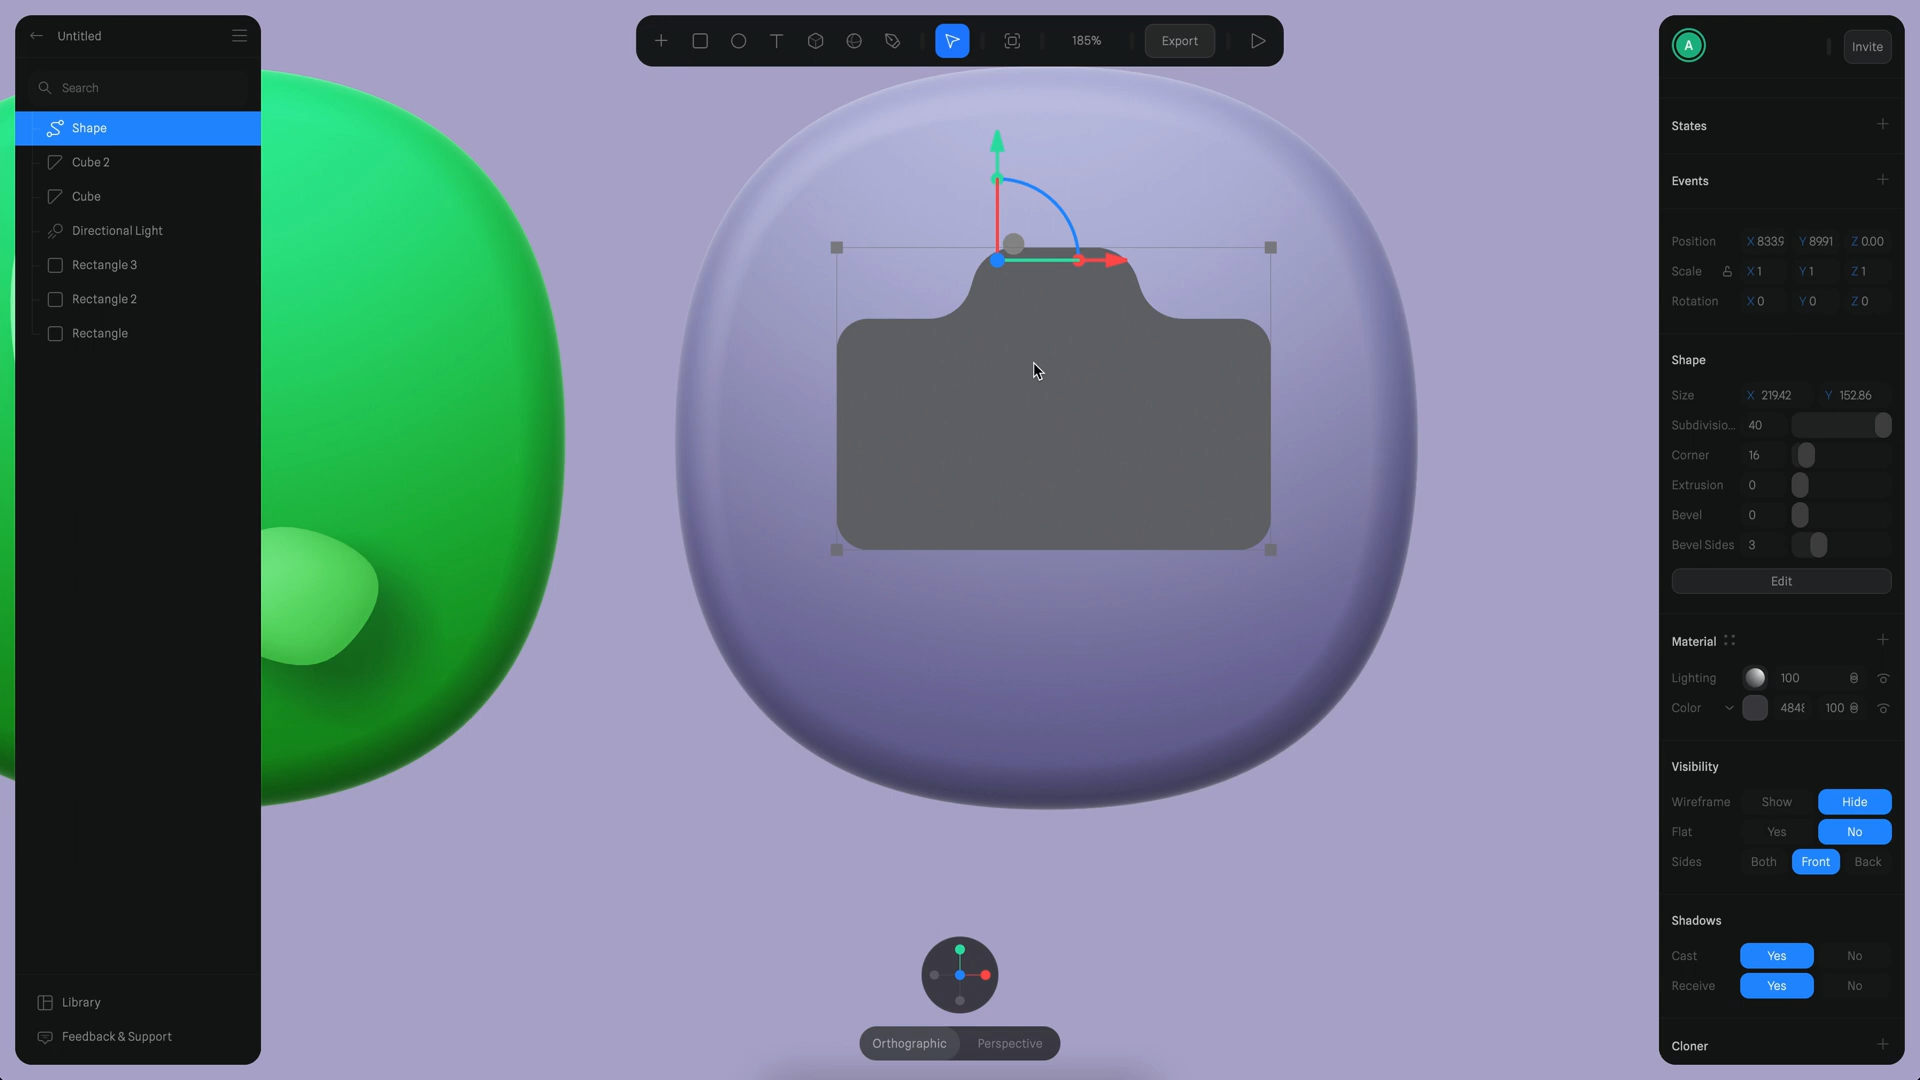 Untitled
Search
Shape
Cube 2
Cube
Directional Light
Rectangle 3
Rectangle 2
Rectangle
Library
Feedback & Support
185%
Export
Orthographic
Perspective
A
Invite
States
Events
Position X 833.9 Y 89.91 Z 0.00
Scale X 1 Y 1 Z 1
Rotation X 0 Y 0 Z 0
Shape
Size X 219.42 Y 152.86
Subdivisio... 40
Corner 16
Extrusion 0
Bevel 0
Bevel Sides 3
Edit
Material
Lighting 100
Color 4848 100
Visibility
Wireframe Show Hide
Flat Yes No
Sides Both Front Back
Shadows
Cast Yes No
Receive Yes No
Cloner